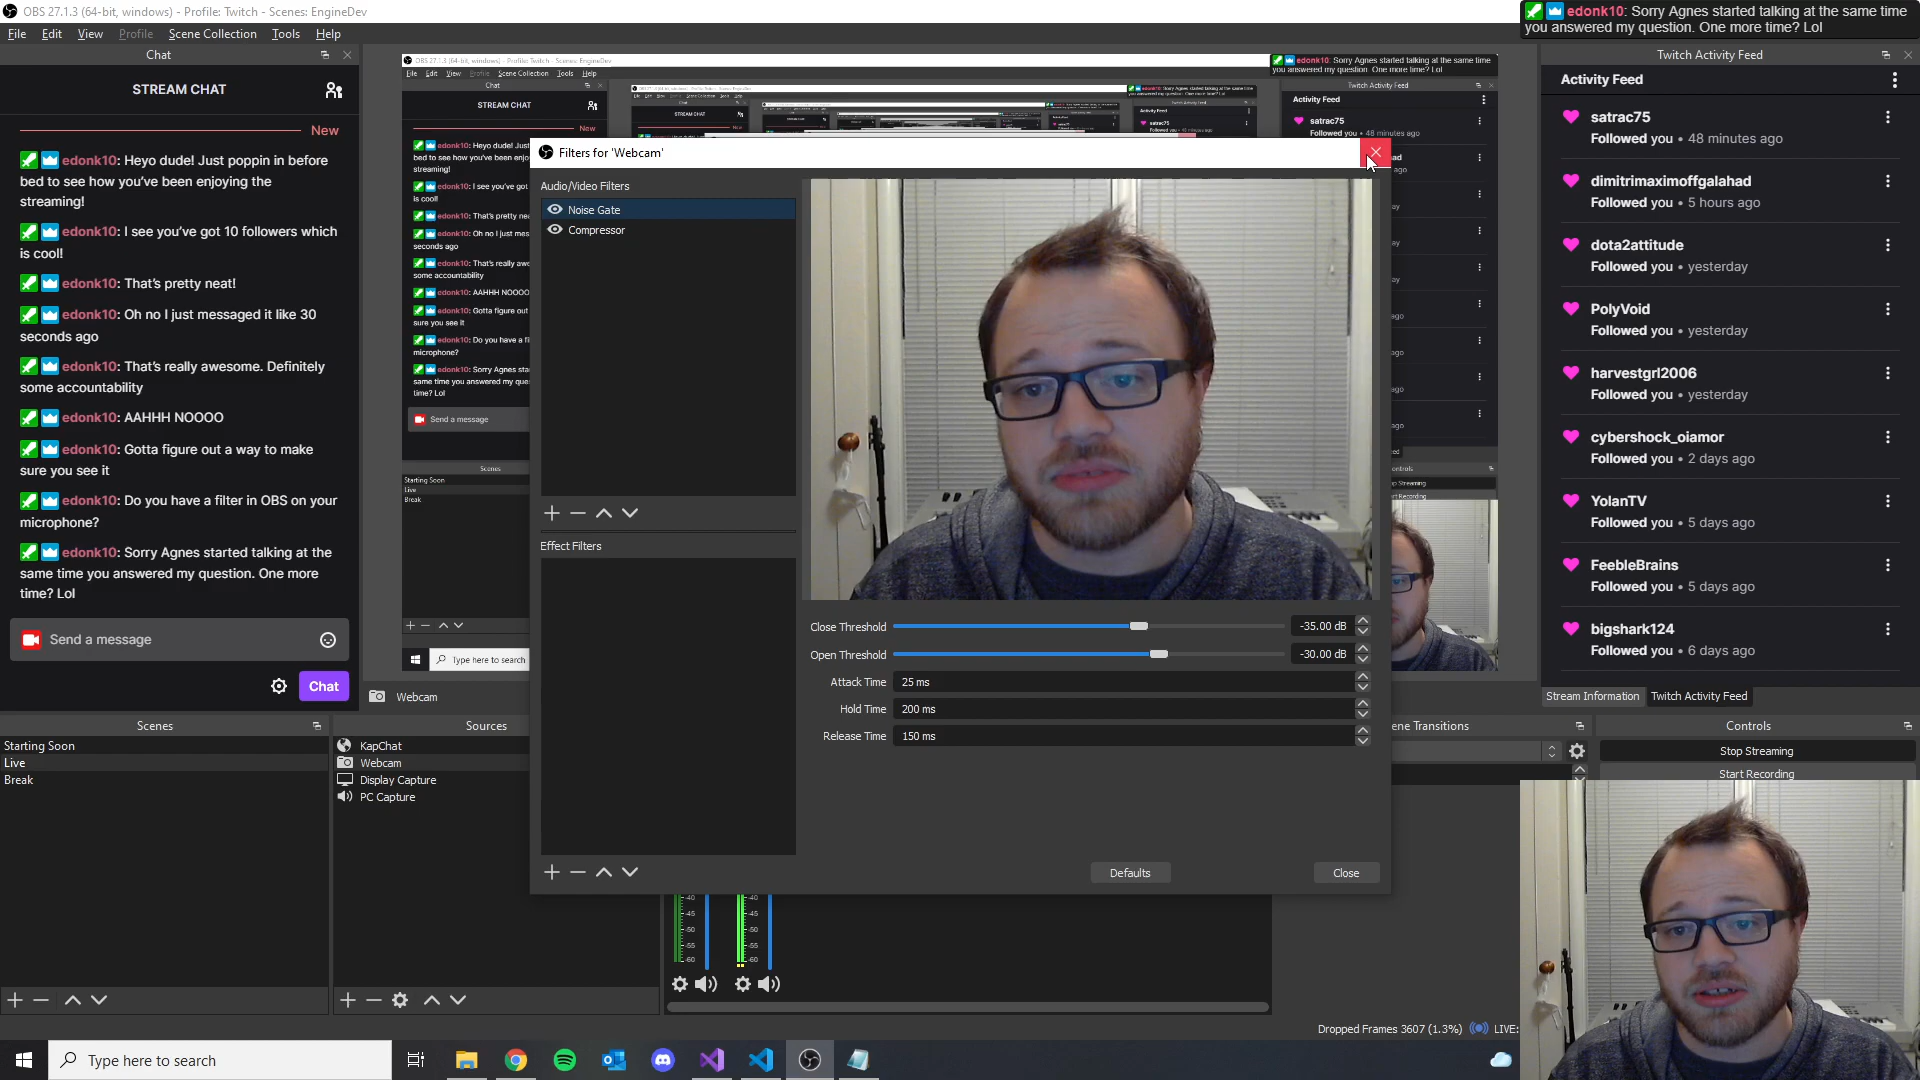 OBS 27.1.3 (64-bit, windows) - Profile: Twitch - Scenes: EngineDev
File Edit View Profile Scene Collection Tools Help
edonk10: Sorry Agnes started talking at the same time
you answered my question. One more time? Lol
Chat
STREAM CHAT
New
edonk10: Heyo dude! Just poppin in before
bed to see how you've been enjoying the
streaming!
edonk10: I see you've got 10 followers which
is cool!
edonk10: That's pretty neat!
edonk10: Oh no I just messaged it like 30
seconds ago
edonk10: That's really awesome. Definitely
some accountability
edonk10: AAHHH NOOOO
edonk10: Gotta figure out a way to make
sure you see it
edonk10: Do you have a filter in OBS on your
microphone?
edonk10: Sorry Agnes started talking at the
same time you answered my question. One more
time? Lol
Send a message
Chat
Filters for 'Webcam'
Audio/Video Filters
Noise Gate
Compressor
Effect Filters
Close Threshold -35.00 dB
Open Threshold -30.00 dB
Attack Time 25 ms
Hold Time 200 ms
Release Time 150 ms
Defaults
Close
Twitch Activity Feed
Activity Feed
satrac75
Followed you • 48 minutes ago
dimitrimaximoffgalahad
Followed you • 5 hours ago
dota2attitude
Followed you • yesterday
PolyVoid
Followed you • yesterday
harvestgrl2006
Followed you • yesterday
cybershock_oiamor
Followed you • 2 days ago
YolanTV
Followed you • 5 days ago
FeebleBrains
Followed you • 5 days ago
bigshark124
Followed you • 6 days ago
Stream Information Twitch Activity Feed
Webcam
Scenes
Starting Soon
Live
Break
Sources
KapChat
Webcam
Display Capture
PC Capture
-40
-45
-50
-55
-60
-40
-45
-50
-55
-60
ene Transitions
Controls
Stop Streaming
Start Recording
Dropped Frames 3607 (1.3%) LIVE:
Type here to search